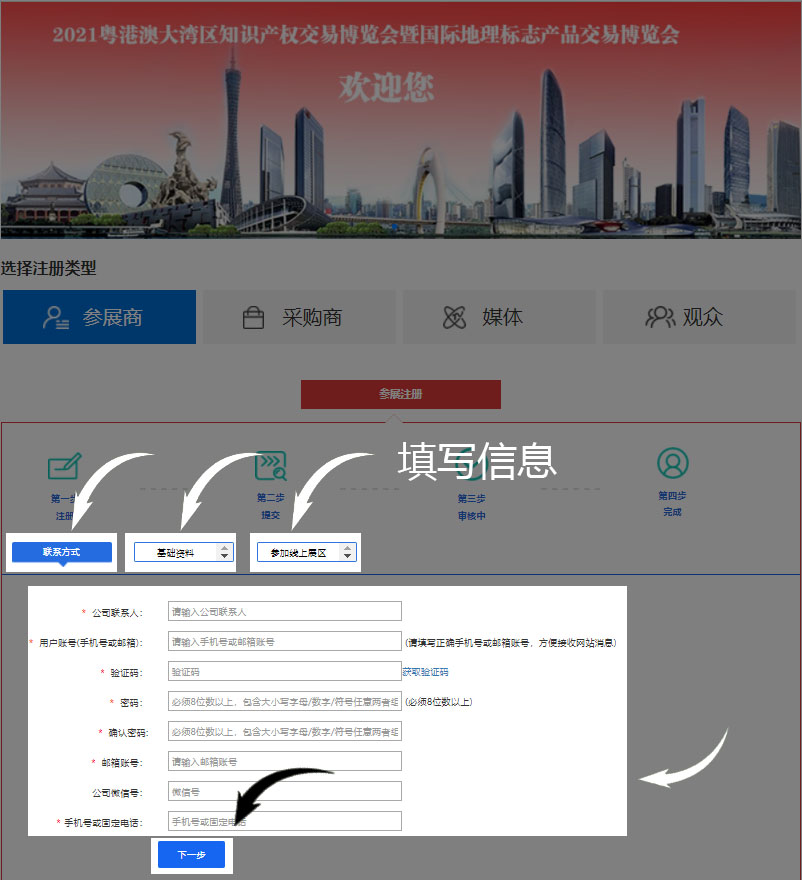 2021粤港澳大湾区知识产权交易博览会暨国际地理标志产品交易博览会
欢迎您
选择注册类型
参展商 采购商 媒体 观众
参展注册
填写信息
第一步 第二步 第三步 第四步
注册 提交 审核中 完成
联系方式 基础资料 参加线上展区
* 公司联系人： 请输入公司联系人
* 用户账号(手机号或邮箱)： 请输入手机号或邮箱账号 (请填写正确手机号或邮箱账号，方便接收网站消息)
* 验证码： 验证码 获取验证码
* 密码： 必须8位数以上，包含大小写字母/数字/符号任意两者组 (必须8位数以上)
* 确认密码： 必须8位数以上，包含大小写字母/数字/符号任意两者组
* 邮箱账号： 请输入邮箱账号
公司微信号： 微信号
* 手机号或固定电话： 手机号或固定电话
下一步